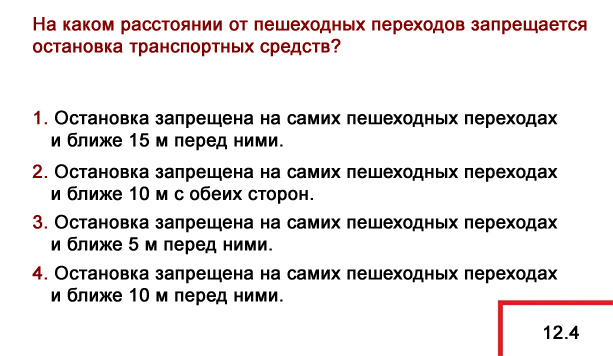 На каком расстоянии от пешеходных переходов запрещается
остановка транспортных средств?
1. Остановка запрещена на самих пешеходных переходах
и ближе 15 м перед ними.
2. Остановка запрещена на самих пешеходных переходах
и ближе 10 м с обеих сторон.
3. Остановка запрещена на самих пешеходных переходах
и ближе 5 м перед ними.
4. Остановка запрещена на самих пешеходных переходах
и ближе 10 м перед ними.
12.4